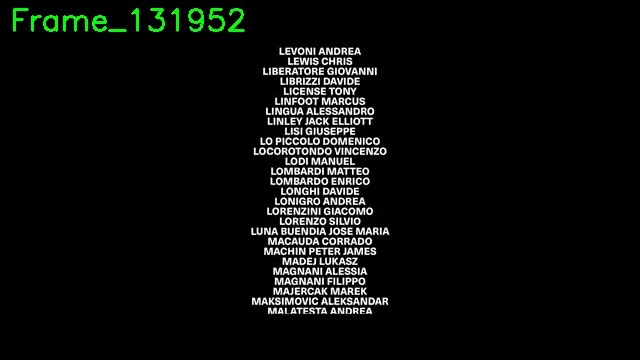 Frame_131952
LEVONI ANDREA
LEWIS CHRIS
LIBERATORE GIOVANNI
LIBRIZZI DAVIDE
LICENSE TONY
LINFOOT MARCUS
LINGUA ALESSANDRO
LINLEY JACK ELLIOTT
LISI GIUSEPPE
LO PICCOLO DOMENICO
LOCOROTONDO VINCENZO
LODI MANUEL
LOMBARDI MATTEO
LOMBARDO ENRICO
LONGHI DAVIDE
LONIGRO ANDREA
LORENZINI GIACOMO
LORENZO SILVIO
LUNA BUENDIA JOSE MARIA
MACAUDA CORRADO
MACHIN PETER JAMES
MADEJ LUKASZ
MAGNANI ALESSIA
MAGNANI FILIPPO
MAJERCAK MAREK
MAKSIMOVIC ALEKSANDAR
MALATESTA ANDREA